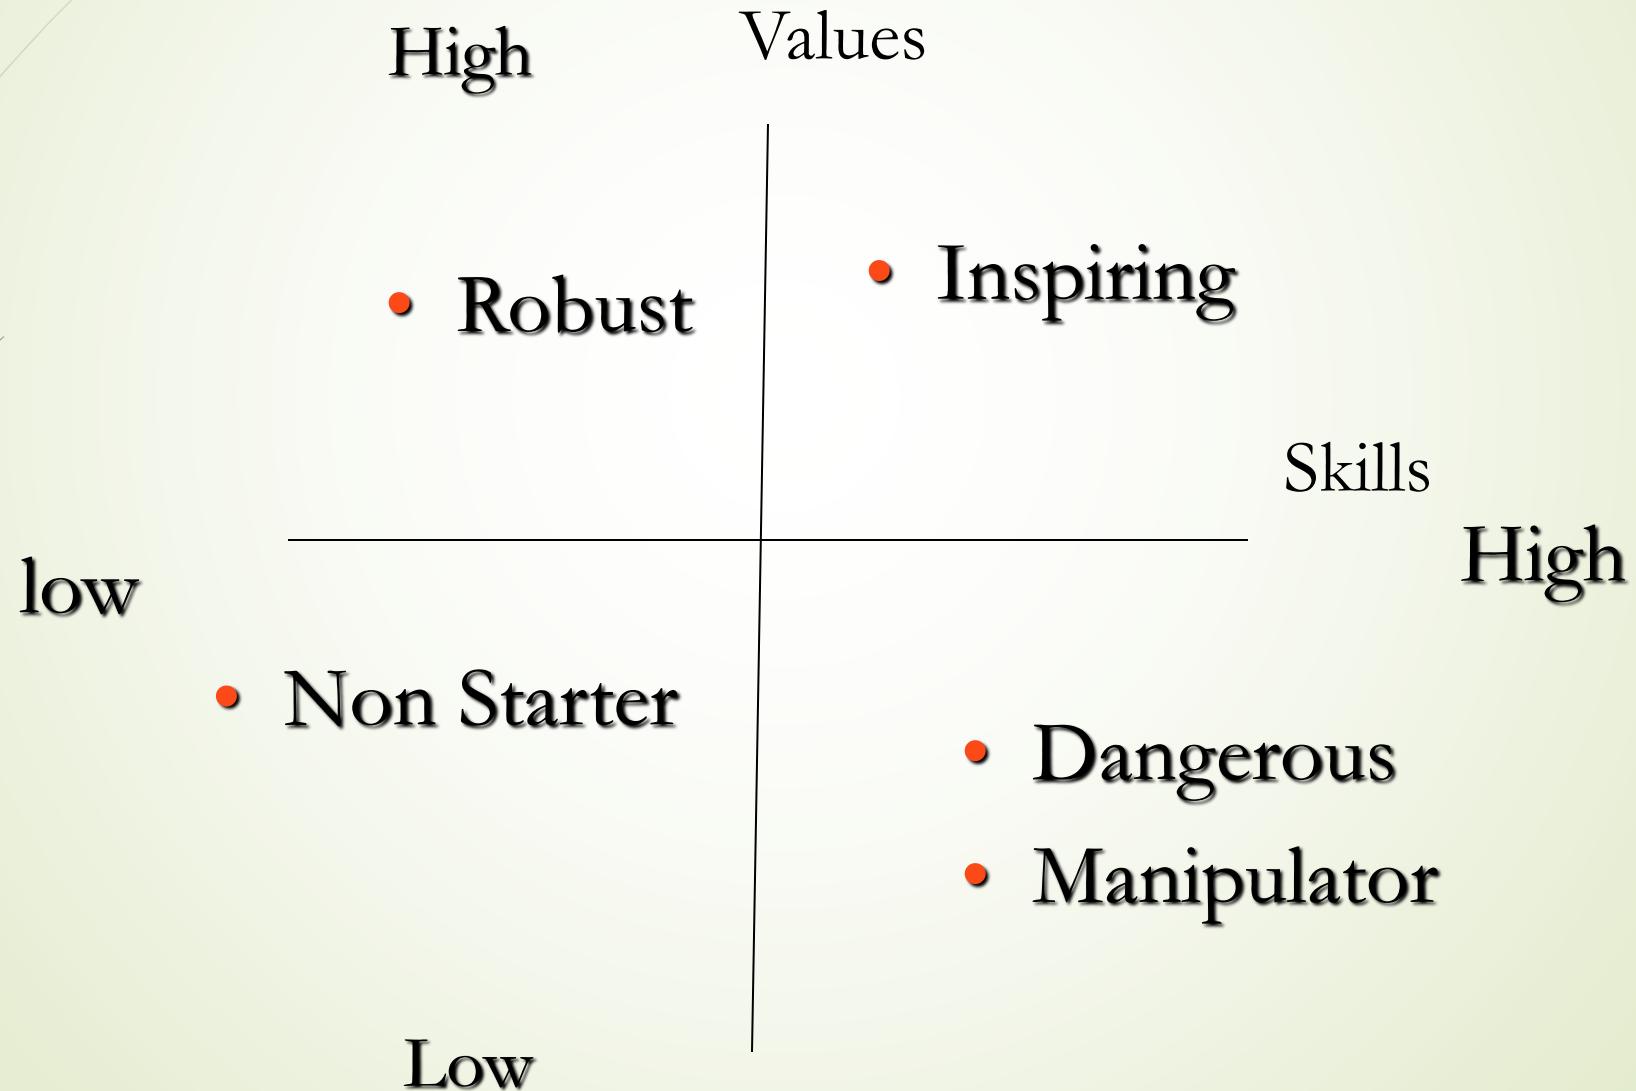 High
Values
• Robust
• Inspiring
Skills
High
low
• Non Starter
• Dangerous
• Manipulator
Low